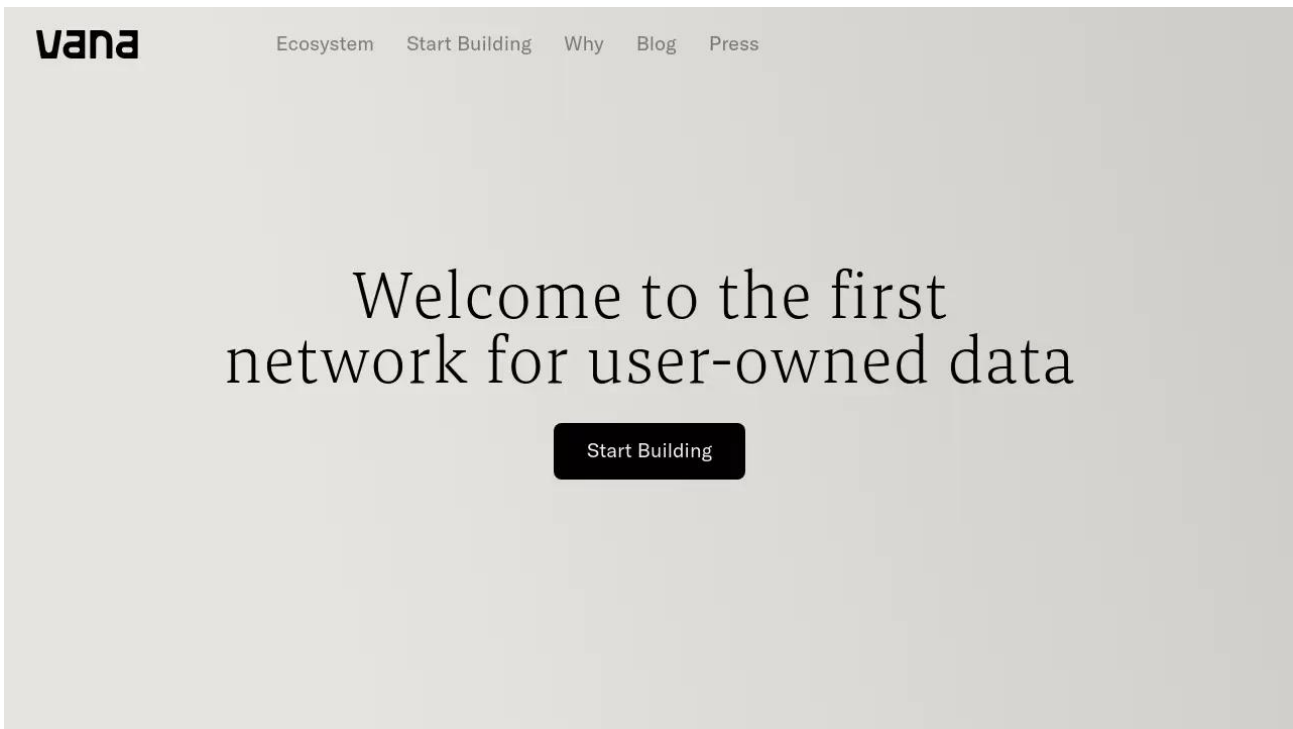 vana
Ecosystem Start Building Why Blog Press
Welcome to the first
network for user-owned data
Start Building